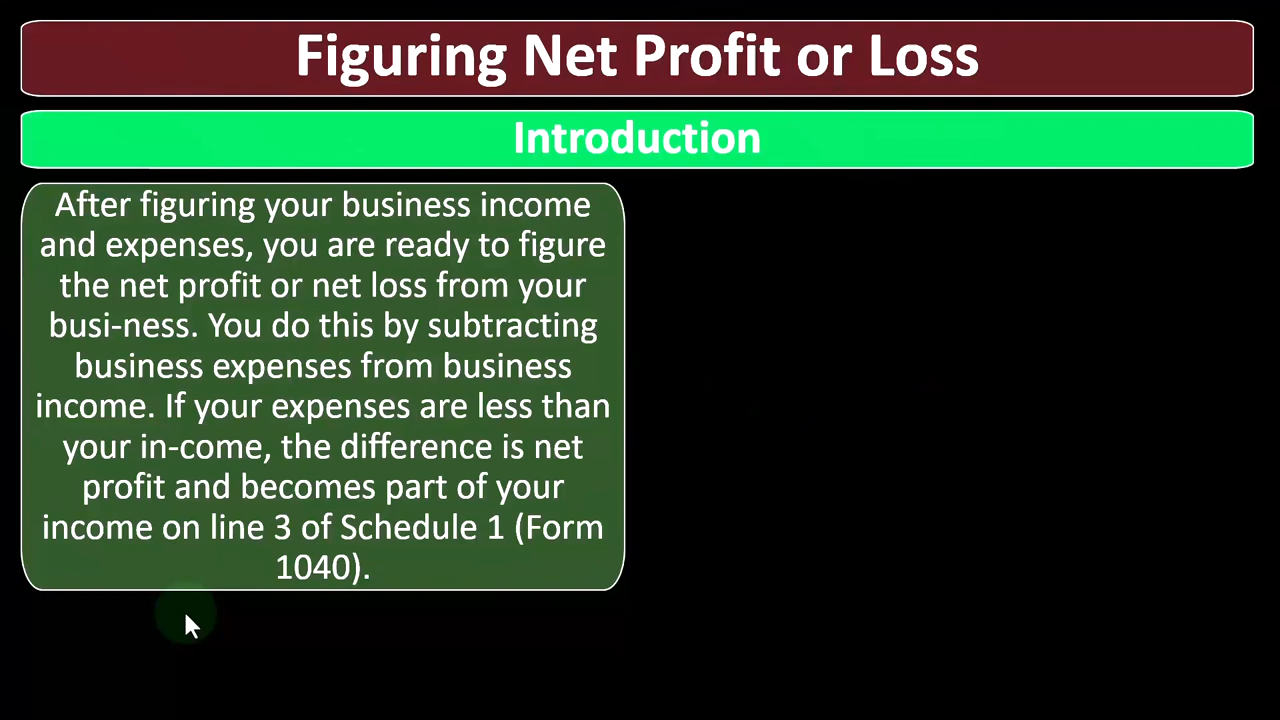 Figuring Net Profit or Loss
Introduction
After figuring your business income
and expenses, you are ready to figure
the net profit or net loss from your
busi-ness. You do this by subtracting
business expenses from business
income. If your expenses are less than
your in-come, the difference is net
profit and becomes part of your
income on line 3 of Schedule 1 (Form
1040).